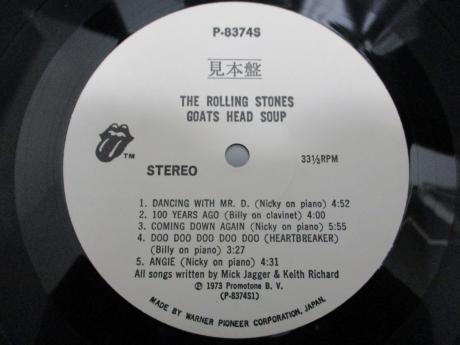 P-8374S
見本盤
THE ROLLING STONES
GOATS HEAD SOUP
TM
STEREO
33⅓RPM
1. DANCING WITH MR. D. (Nicky on piano) 4:52
2. 100 YEARS AGO (Billy on clavinet) 4:00
3. COMING DOWN AGAIN (Nicky on piano) 5:55
4. DOO DOO DOO DOO DOO (HEARTBREAKER)
(Billy on piano) 3:27
5. ANGIE (Nicky on piano) 4:31
All songs written by Mick Jagger & Keith Richard
Ⓟ 1973 Promotone B. V.
(P-8374S1)
MADE BY WARNER PIONEER CORPORATION, JAPAN.